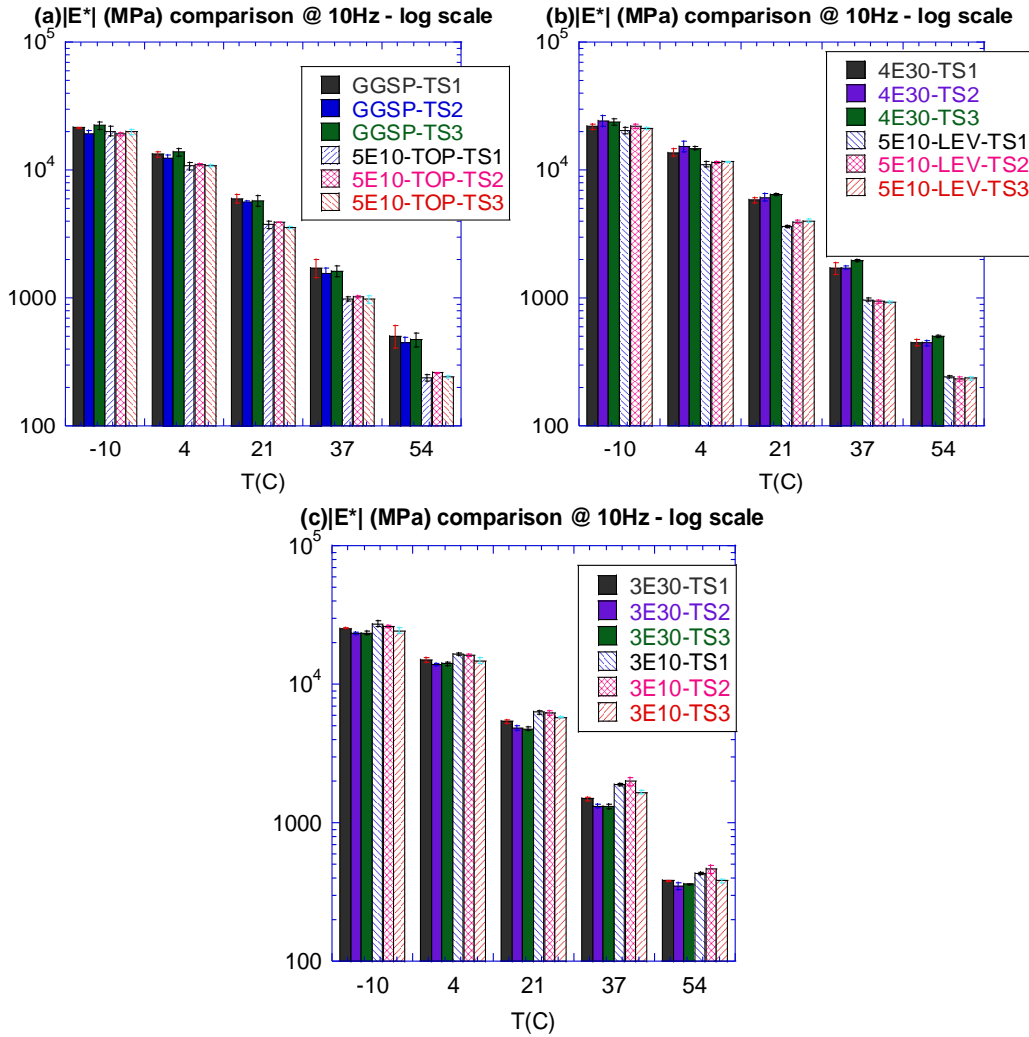 (a)|E*| (MPa) comparison @ 10Hz - log scale
10^5
10^4
1000
100
GGSP-TS1
GGSP-TS2
GGSP-TS3
5E10-TOP-TS1
5E10-TOP-TS2
5E10-TOP-TS3
-10 4 21 37 54
T(C)
(b)|E*| (MPa) comparison @ 10Hz - log scale
10^5
10^4
1000
100
4E30-TS1
4E30-TS2
4E30-TS3
5E10-LEV-TS1
5E10-LEV-TS2
5E10-LEV-TS3
-10 4 21 37 54
T(C)
(c)|E*| (MPa) comparison @ 10Hz - log scale
10^5
10^4
1000
100
3E30-TS1
3E30-TS2
3E30-TS3
3E10-TS1
3E10-TS2
3E10-TS3
-10 4 21 37 54
T(C)